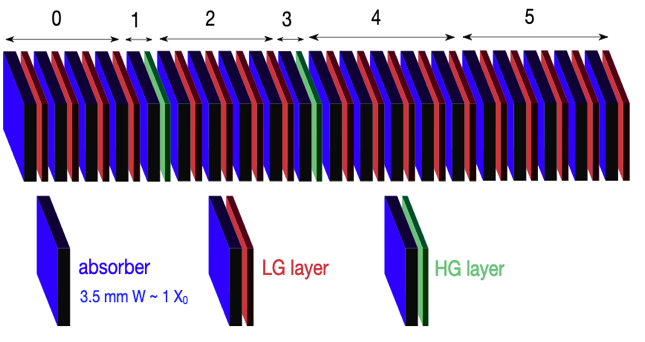 0 1 2 3 4 5
absorber
3.5 mm W ~ 1 X₀
LG layer
HG layer